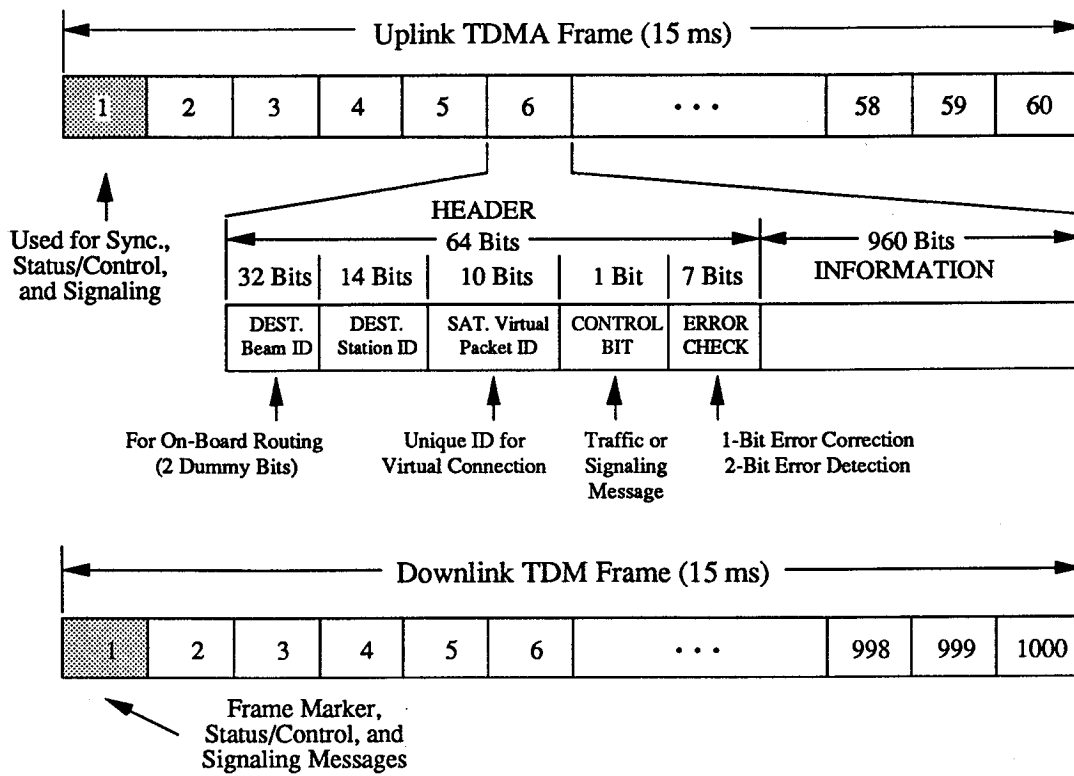 Uplink TDMA Frame (15 ms)
1 2 3 4 5 6 ... 58 59 60
Used for Sync.,
Status/Control,
and Signaling
HEADER
64 Bits
960 Bits
INFORMATION
32 Bits 14 Bits 10 Bits 1 Bit 7 Bits
DEST.
Beam ID
DEST.
Station ID
SAT. Virtual
Packet ID
CONTROL
BIT
ERROR
CHECK
For On-Board Routing
(2 Dummy Bits)
Unique ID for
Virtual Connection
Traffic or
Signaling
Message
1-Bit Error Correction
2-Bit Error Detection
Downlink TDM Frame (15 ms)
1 2 3 4 5 6 ... 998 999 1000
Frame Marker,
Status/Control, and
Signaling Messages